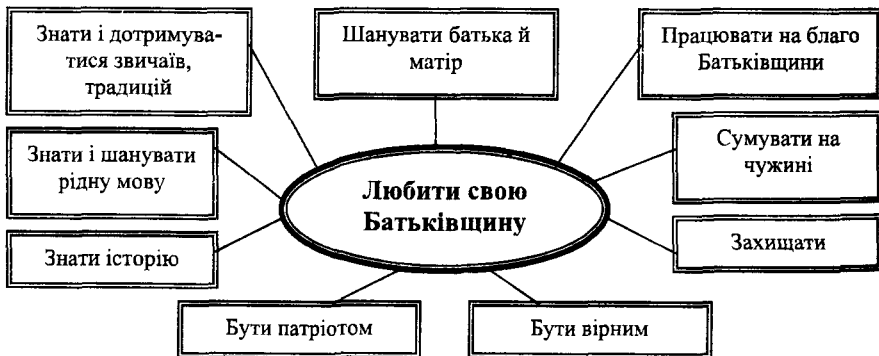 Знати і дотримува-
тися звичаїв,
традицій
Шанувати батька й
матір
Працювати на благо
Батьківщини
Знати і шанувати
рідну мову
Любити свою
Батьківщину
Сумувати на
чужині
Знати історію
Захищати
Бути патріотом
Бути вірним